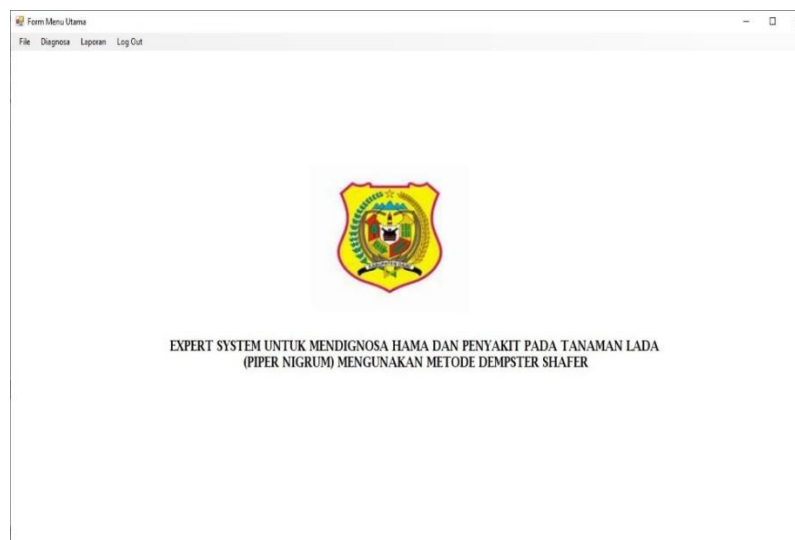 Form Menu Utama
File Diagnosa Laporan Log Out
EXPERT SYSTEM UNTUK MENDIGNOSA HAMA DAN PENYAKIT PADA TANAMAN LADA
(PIPER NIGRUM) MENGUNAKAN METODE DEMPSTER SHAFER